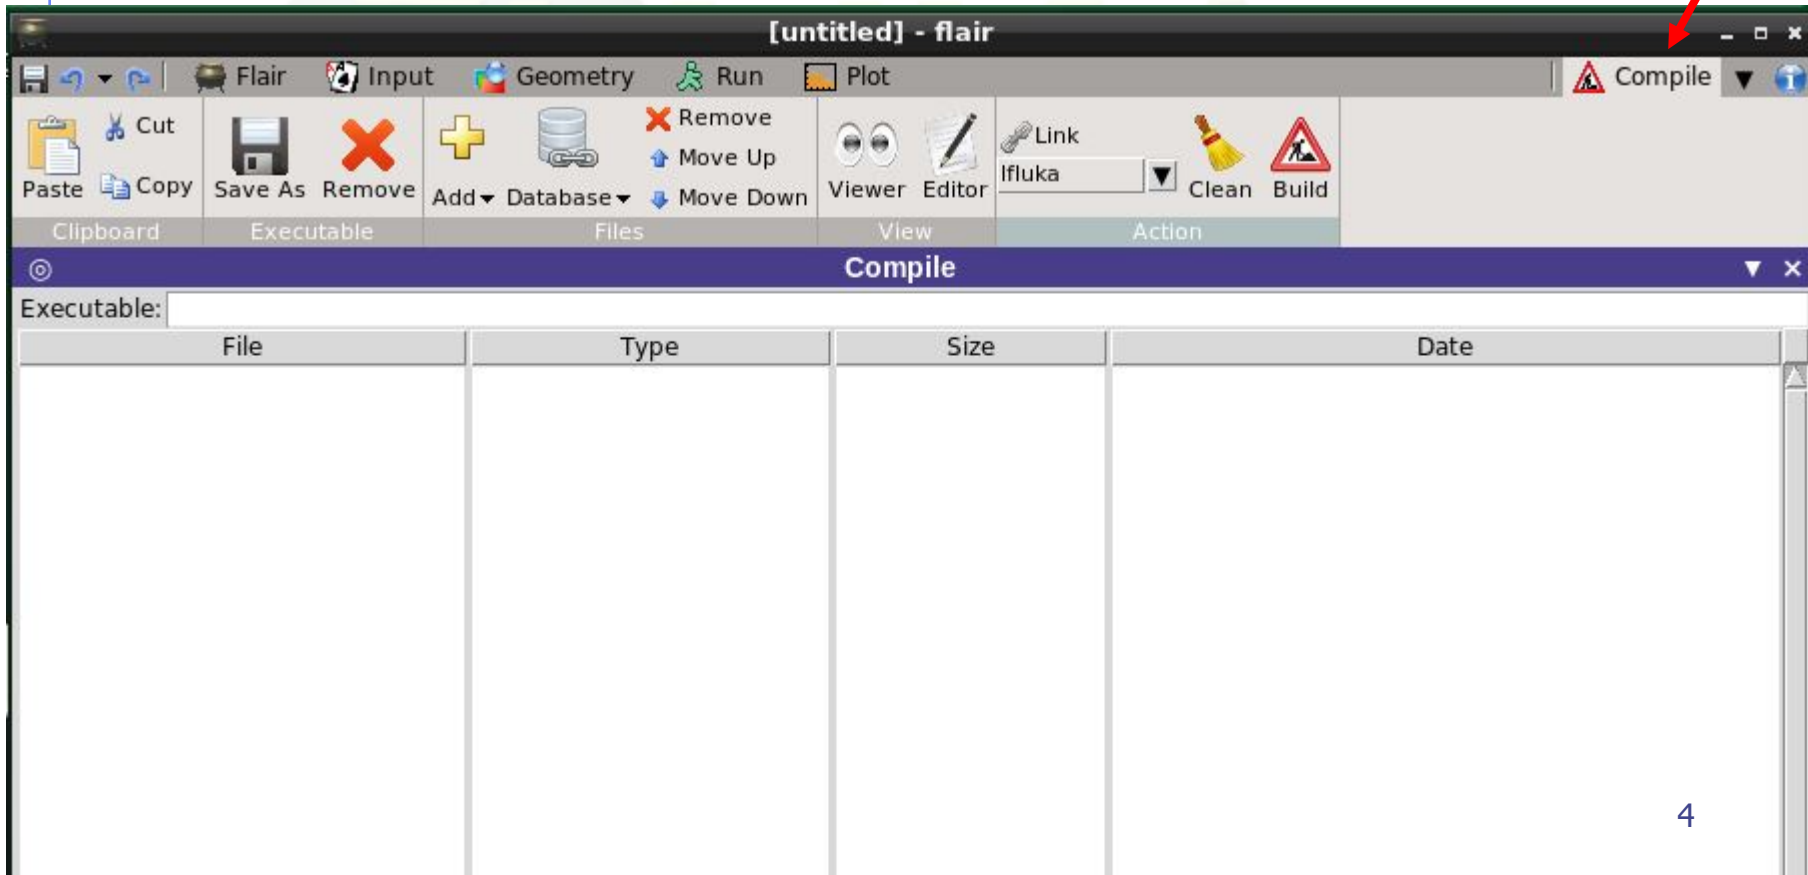 [untitled] - flair
Flair Input Geometry Run Plot Compile
Cut Remove
Link
Move Up
lfluka
Paste Copy Save As Remove Add Database Move Down Viewer Editor Clean Build
Clipboard Executable Files View Action
Compile
Executable:
File Type Size Date
4